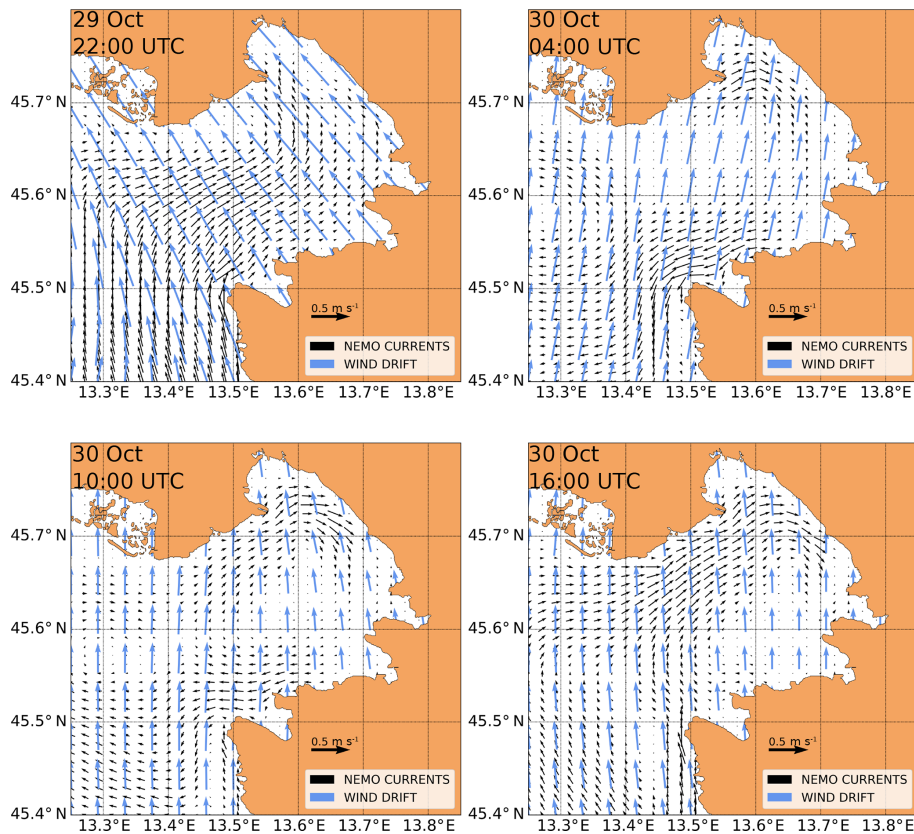 29 Oct
22:00 UTC
45.7° N
45.6° N
45.5° N
45.4° N
0.5 m s⁻¹
NEMO CURRENTS
WIND DRIFT
13.3°E 13.4°E 13.5°E 13.6°E 13.7°E 13.8°E
30 Oct
04:00 UTC
45.7° N
45.6° N
45.5° N
45.4° N
0.5 m s⁻¹
NEMO CURRENTS
WIND DRIFT
13.3°E 13.4°E 13.5°E 13.6°E 13.7°E 13.8°E
30 Oct
10:00 UTC
45.7° N
45.6° N
45.5° N
45.4° N
0.5 m s⁻¹
NEMO CURRENTS
WIND DRIFT
13.3°E 13.4°E 13.5°E 13.6°E 13.7°E 13.8°E
30 Oct
16:00 UTC
45.7° N
45.6° N
45.5° N
45.4° N
0.5 m s⁻¹
NEMO CURRENTS
WIND DRIFT
13.3°E 13.4°E 13.5°E 13.6°E 13.7°E 13.8°E